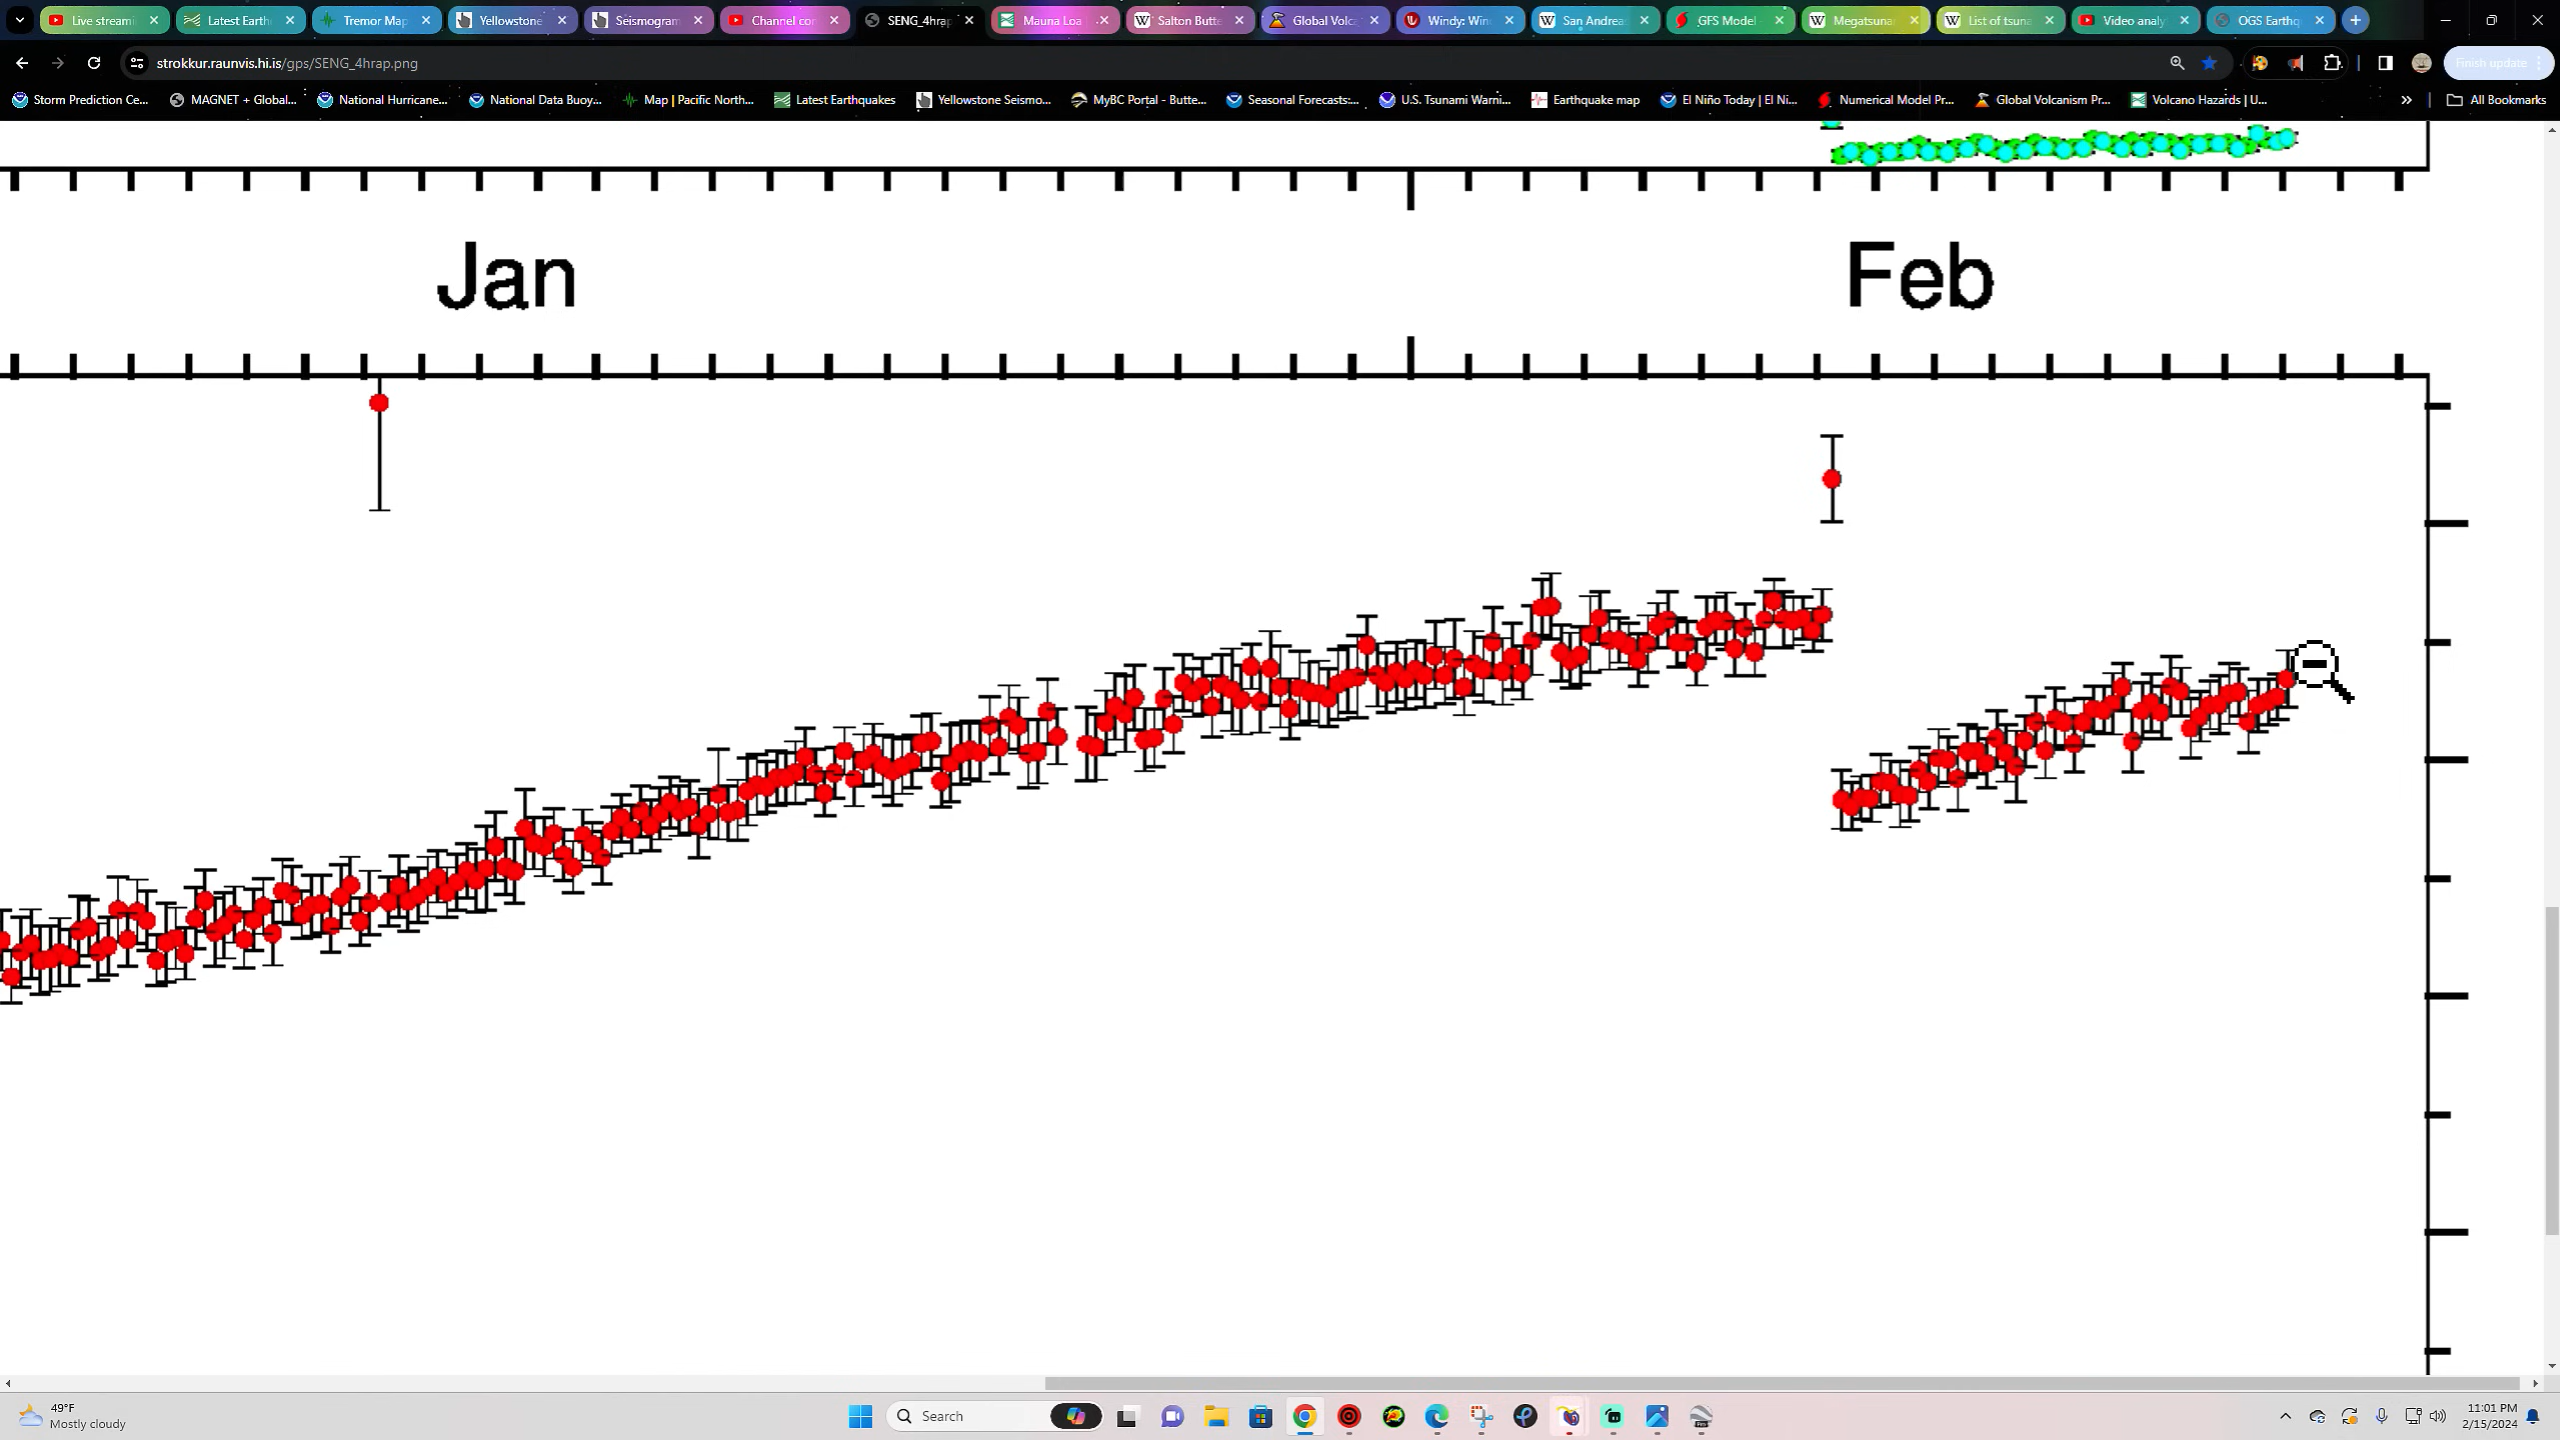 Live streami
Latest Earth
Tremor Map
Yellowstone
Seismogram
Channel con
SENG_4hrap
Mauna Loa
Salton Butte
Global Volca
Windy: Win
San Andrea
GFS Model
Megatsuna
List of tsuna
Video analy
OGS Earthq
strokkur.raunvis.hi.is/gps/SENG_4hrap.png
Finish update
Storm Prediction Ce...
MAGNET + Global...
National Hurricane...
National Data Buoy...
Map | Pacific North...
Latest Earthquakes
Yellowstone Seismo...
MyBC Portal - Butte...
Seasonal Forecasts:...
U.S. Tsunami Warni...
Earthquake map
El Niño Today | El Ni...
Numerical Model Pr...
Global Volcanism Pr...
Volcano Hazards | U...
All Bookmarks
Jan
Feb
49°F
Mostly cloudy
Search
11:01 PM
2/15/2024